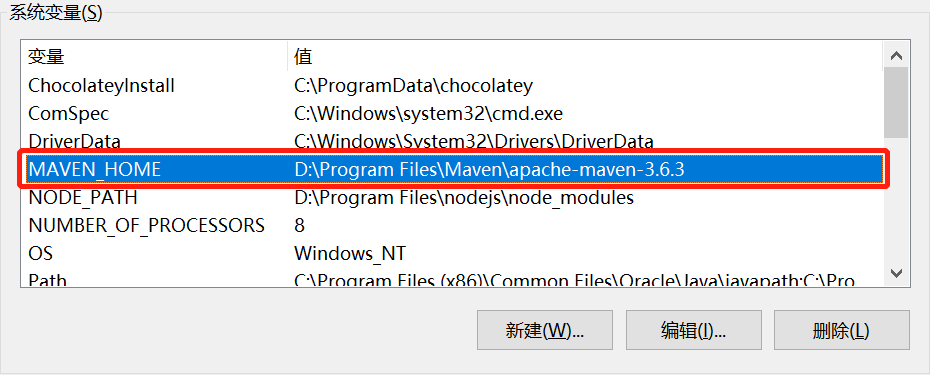 系统变量(S)
变量 值
ChocolateyInstall C:\ProgramData\chocolatey
ComSpec C:\Windows\system32\cmd.exe
DriverData C:\Windows\System32\Drivers\DriverData
MAVEN_HOME D:\Program Files\Maven\apache-maven-3.6.3
NODE_PATH D:\Program Files\nodejs\node_modules
NUMBER_OF_PROCESSORS 8
OS Windows_NT
Path C:\Program Files (x86)\Common Files\Oracle\Java\javapath;C:\Pro
新建(W)... 编辑(I)... 删除(L)